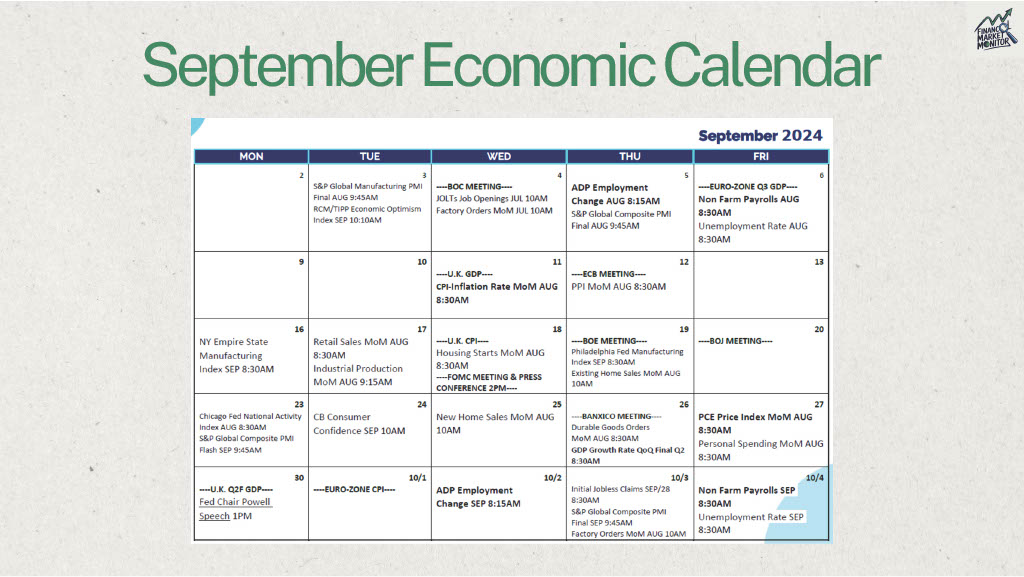 FINANCE
MARKET
MONITOR
September Economic Calendar
September 2024
MON TUE WED THU FRI
2
3
S&P Global Manufacturing PMI
Final AUG 9:45AM
RCM/TIPP Economic Optimism
Index SEP 10:10AM
4
----BOC MEETING----
JOLTs Job Openings JUL 10AM
Factory Orders MoM JUL 10AM
5
ADP Employment
Change AUG 8:15AM
S&P Global Composite PMI
Final AUG 9:45AM
6
----EURO-ZONE Q3 GDP----
Non Farm Payrolls AUG
8:30AM
Unemployment Rate AUG
8:30AM
9
10
11
----U.K. GDP----
CPI-Inflation Rate MoM AUG
8:30AM
12
----ECB MEETING----
PPI MoM AUG 8:30AM
13
16
NY Empire State
Manufacturing
Index SEP 8:30AM
17
Retail Sales MoM AUG
8:30AM
Industrial Production
MoM AUG 9:15AM
18
----U.K. CPI----
Housing Starts MoM AUG
8:30AM
----FOMC MEETING & PRESS
CONFERENCE 2PM----
19
----BOE MEETING----
Philadelphia Fed Manufacturing
Index SEP 8:30AM
Existing Home Sales MoM AUG
10AM
20
----BOJ MEETING----
23
Chicago Fed National Activity
Index AUG 8:30AM
S&P Global Composite PMI
Flash SEP 9:45AM
24
CB Consumer
Confidence SEP 10AM
25
New Home Sales MoM AUG
10AM
26
----BANXICO MEETING----
Durable Goods Orders
MoM AUG 8:30AM
GDP Growth Rate QoQ Final Q2
8:30AM
27
PCE Price Index MoM AUG
8:30AM
Personal Spending MoM AUG
8:30AM
30
----U.K. Q2F GDP----
Fed Chair Powell
Speech 1PM
10/1
----EURO-ZONE CPI----
10/2
ADP Employment
Change SEP 8:15AM
10/3
Initial Jobless Claims SEP/28
8:30AM
S&P Global Composite PMI
Final SEP 9:45AM
Factory Orders MoM AUG 10AM
10/4
Non Farm Payrolls SEP
8:30AM
Unemployment Rate SEP
8:30AM